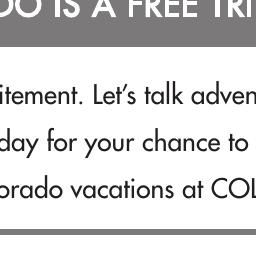 DO IS A FREE TRI
itement. Let's talk adven
day for your chance to
orado vacations at COL